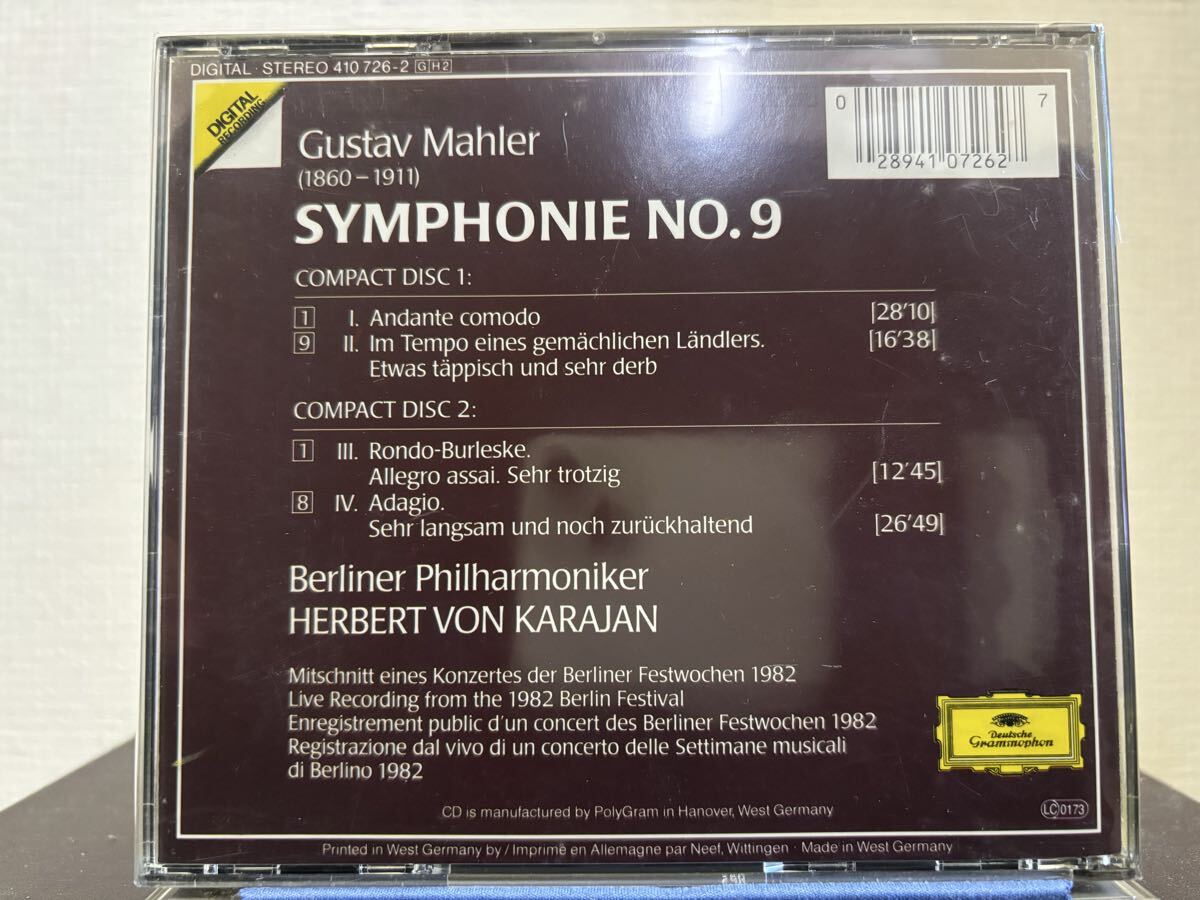 DIGITAL · STEREO 410 726-2 GH2
DIGITAL
RECORDING
0 7
28941 07262
Gustav Mahler
(1860–1911)
SYMPHONIE NO. 9
COMPACT DISC 1:
1 I. Andante comodo [28'10]
9 II. Im Tempo eines gemächlichen Ländlers. [16'38]
Etwas täppisch und sehr derb
COMPACT DISC 2:
1 III. Rondo-Burleske.
Allegro assai. Sehr trotzig [12'45]
8 IV. Adagio.
Sehr langsam und noch zurückhaltend [26'49]
Berliner Philharmoniker
HERBERT VON KARAJAN
Mitschnitt eines Konzertes der Berliner Festwochen 1982
Live Recording from the 1982 Berlin Festival
Enregistrement public d'un concert des Berliner Festwochen 1982
Registrazione dal vivo di un concerto delle Settimane musicali
di Berlino 1982
Deutsche
Grammophon
CD is manufactured by PolyGram in Hanover, West Germany
LC 0173
Printed in West Germany by / Imprimé en Allemagne par Neef, Wittingen · Made in West Germany